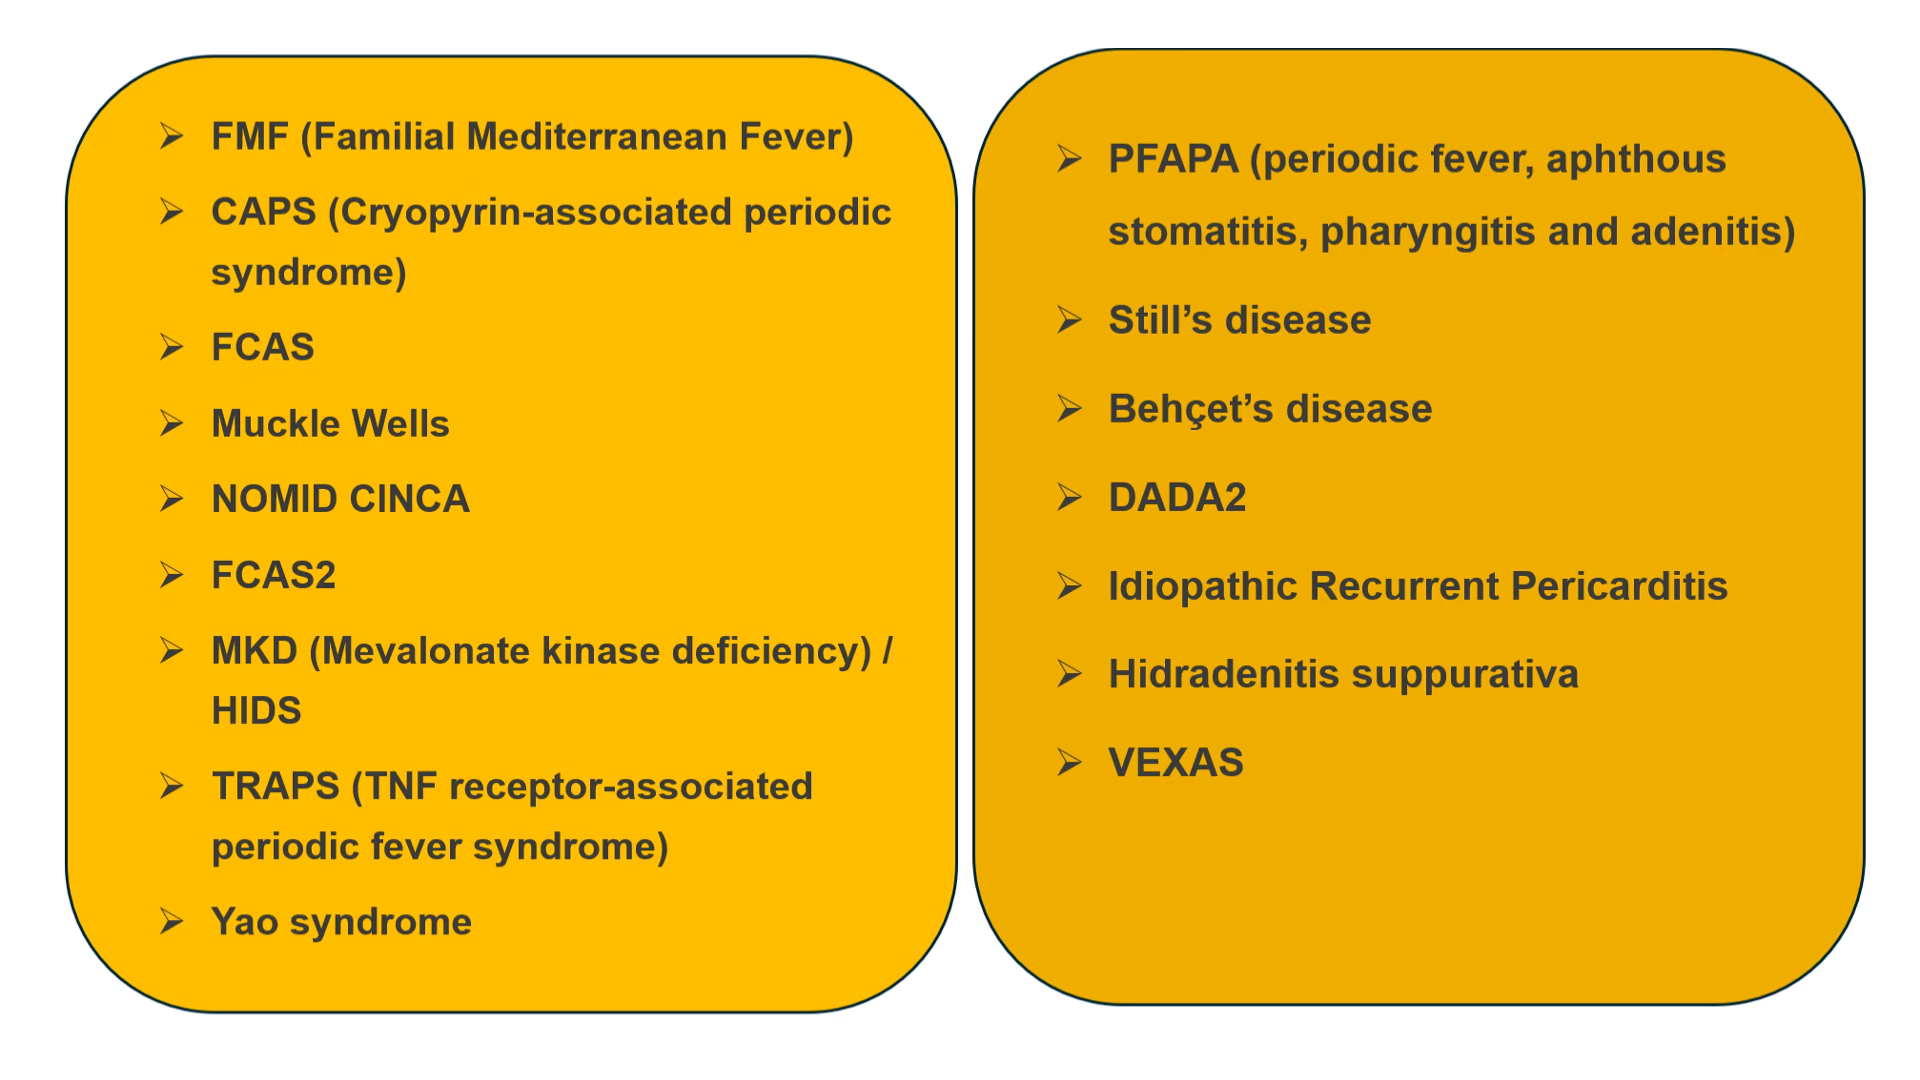 ➢ FMF (Familial Mediterranean Fever)
➢ CAPS (Cryopyrin-associated periodic
syndrome)
➢ FCAS
➢ Muckle Wells
➢ NOMID CINCA
➢ FCAS2
➢ MKD (Mevalonate kinase deficiency) /
HIDS
➢ TRAPS (TNF receptor-associated
periodic fever syndrome)
➢ Yao syndrome
➢ PFAPA (periodic fever, aphthous
stomatitis, pharyngitis and adenitis)
➢ Still’s disease
➢ Behçet’s disease
➢ DADA2
➢ Idiopathic Recurrent Pericarditis
➢ Hidradenitis suppurativa
➢ VEXAS